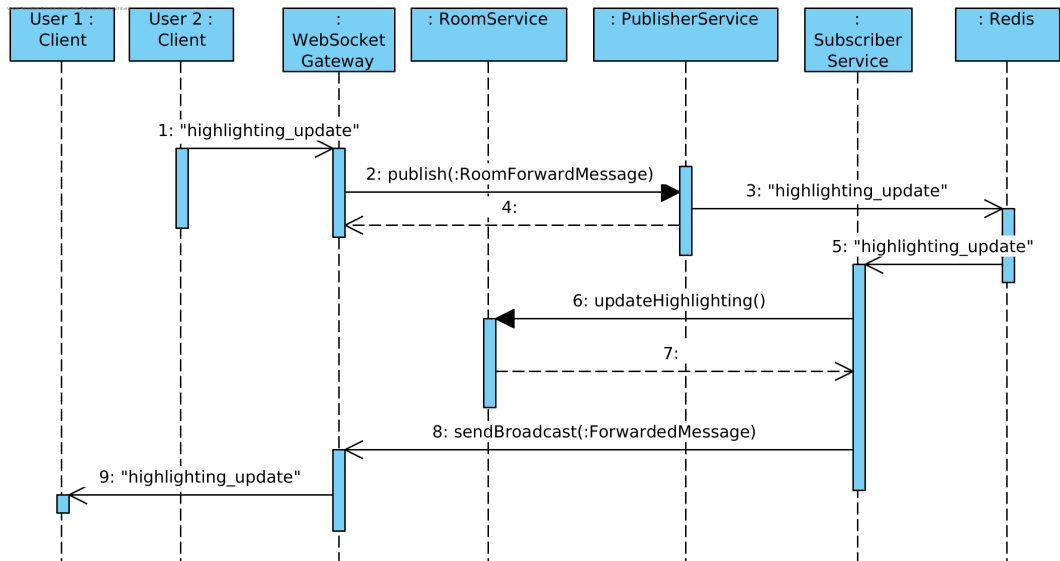 User 1 :
Client
User 2 :
Client
:
WebSocket
Gateway
: RoomService
: PublisherService
:
Subscriber
Service
: Redis
1: "highlighting_update"
2: publish(:RoomForwardMessage)
3: "highlighting_update"
4:
5: "highlighting_update"
6: updateHighlighting()
7:
8: sendBroadcast(:ForwardedMessage)
9: "highlighting_update"